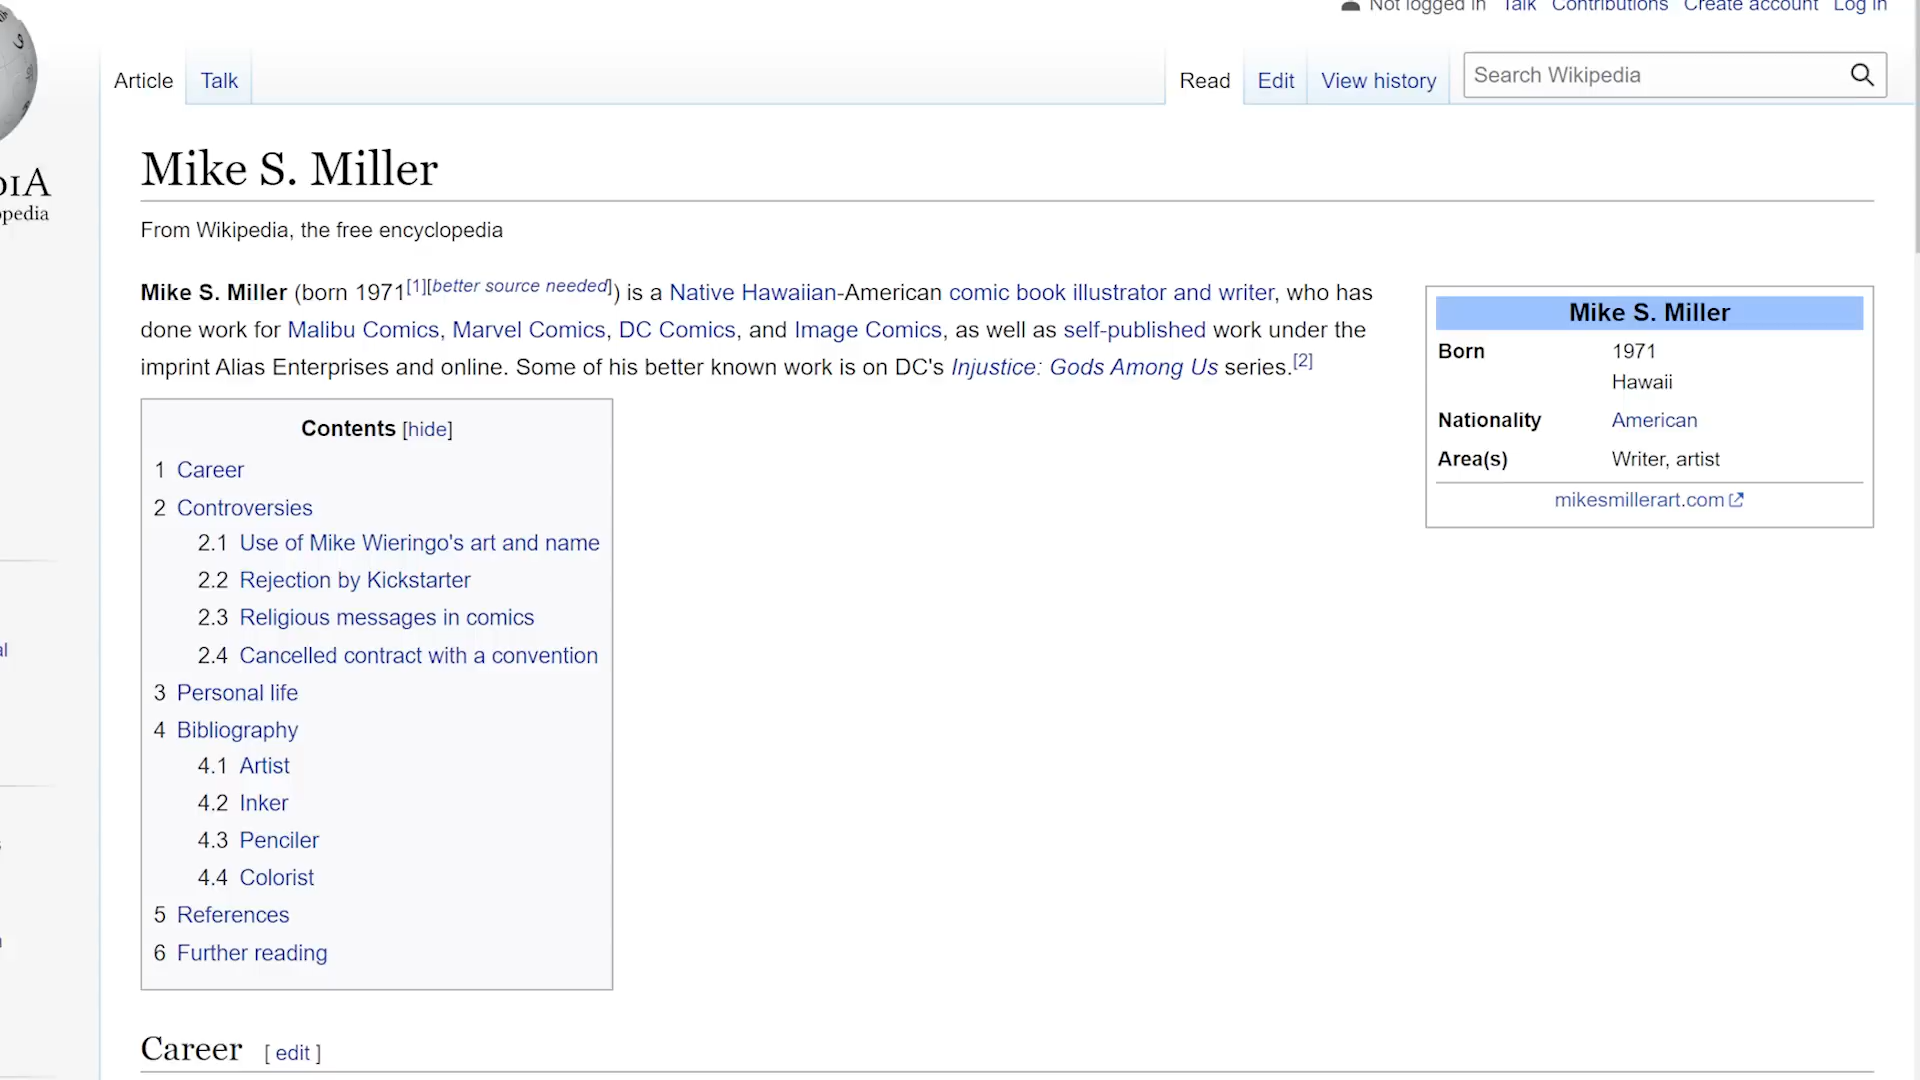 Not logged in Talk Contributions Create account Log in
Article Talk Read Edit View history Search Wikipedia
Mike S. Miller
From Wikipedia, the free encyclopedia
Mike S. Miller (born 1971[1][better source needed]) is a Native Hawaiian-American comic book illustrator and writer, who has
done work for Malibu Comics, Marvel Comics, DC Comics, and Image Comics, as well as self-published work under the
imprint Alias Enterprises and online. Some of his better known work is on DC's Injustice: Gods Among Us series.[2]
Mike S. Miller
Born 1971
Hawaii
Nationality American
Area(s) Writer, artist
mikesmillerart.com
Contents [hide]
1 Career
2 Controversies
2.1 Use of Mike Wieringo's art and name
2.2 Rejection by Kickstarter
2.3 Religious messages in comics
2.4 Cancelled contract with a convention
3 Personal life
4 Bibliography
4.1 Artist
4.2 Inker
4.3 Penciler
4.4 Colorist
5 References
6 Further reading
Career [ edit ]